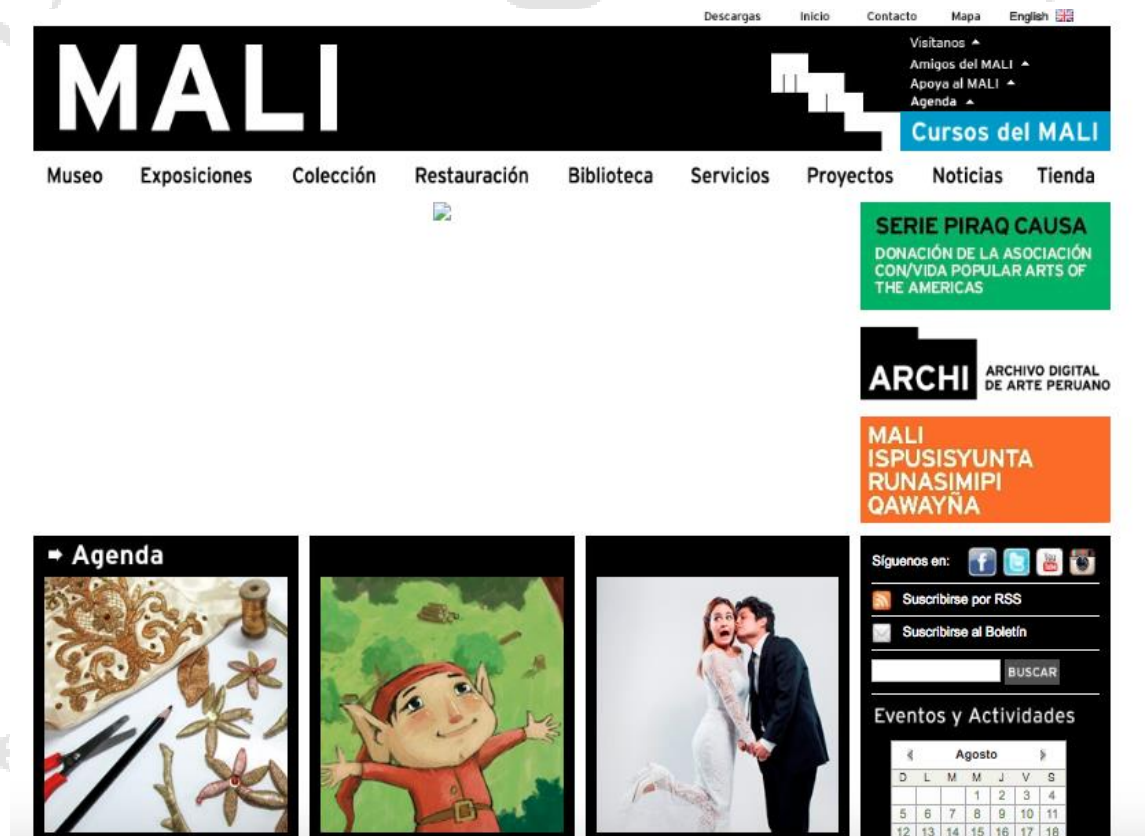 Descargas Inicio Contacto Mapa English
MALI
Visítanos
Amigos del MALI
Apoya al MALI
Agenda
Cursos del MALI
Museo Exposiciones Colección Restauración Biblioteca Servicios Proyectos Noticias Tienda
SERIE PIRAQ CAUSA
DONACIÓN DE LA ASOCIACIÓN
CON/VIDA POPULAR ARTS OF
THE AMERICAS
ARCHI
ARCHIVO DIGITAL
DE ARTE PERUANO
MALI
ISPUSISYUNTA
RUNASIMIPI
QAWAYÑA
Agenda
Síguenos en:
You Tube
Suscribirse por RSS
Suscribirse al Boletín
BUSCAR
Eventos y Actividades
Agosto
D L M M J V S
1 2 3 4
5 6 7 8 9 10 11
12 13 14 15 16 17 18